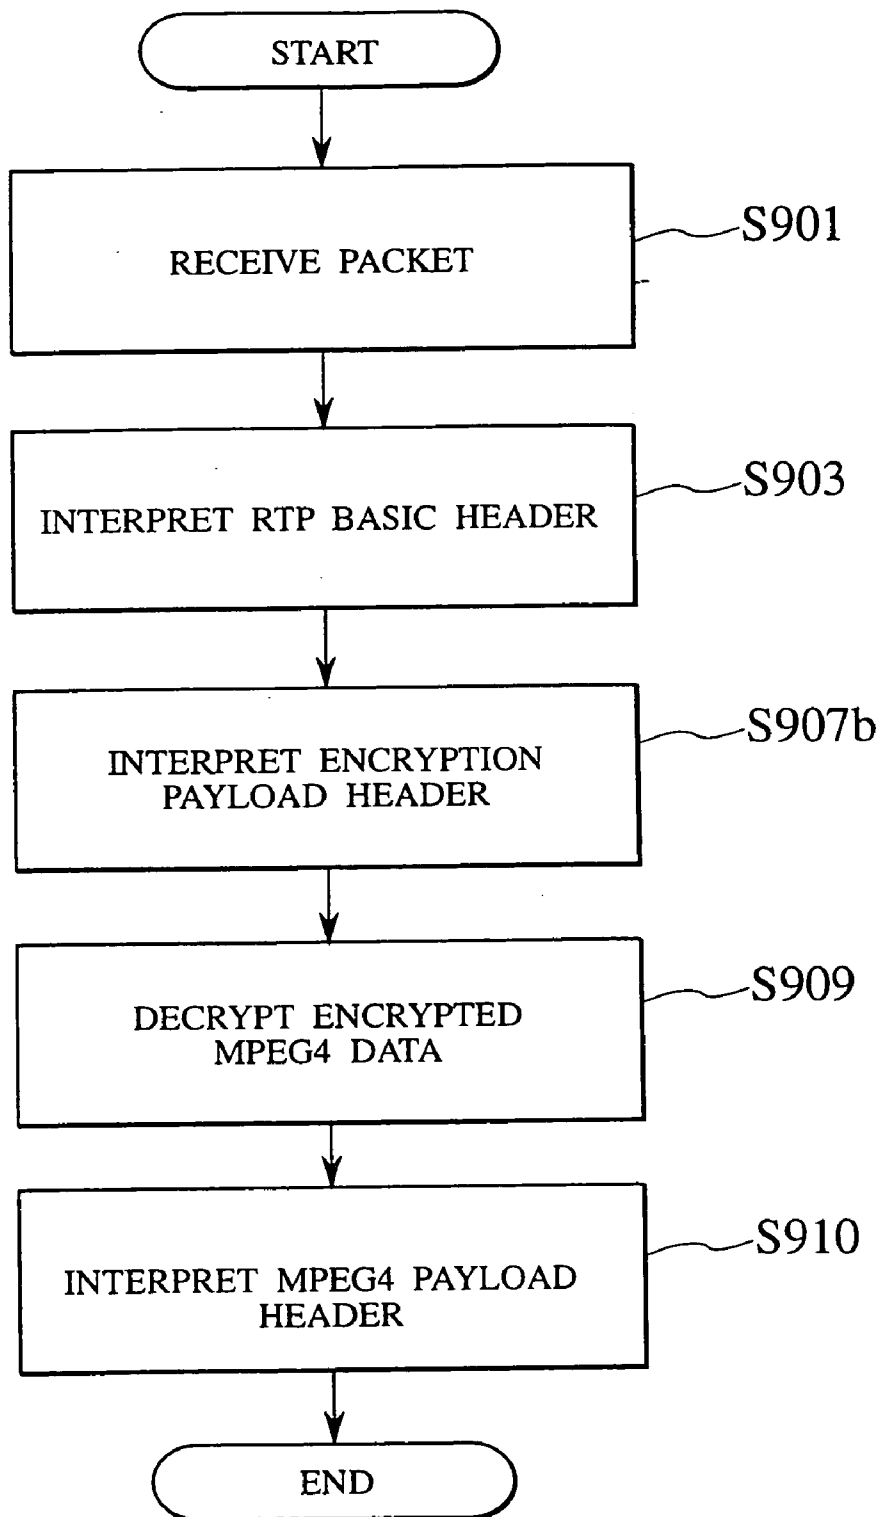 START
RECEIVE PACKET
S901
INTERPRET RTP BASIC HEADER
S903
INTERPRET ENCRYPTION
PAYLOAD HEADER
S907b
DECRYPT ENCRYPTED
MPEG4 DATA
S909
INTERPRET MPEG4 PAYLOAD
HEADER
S910
END